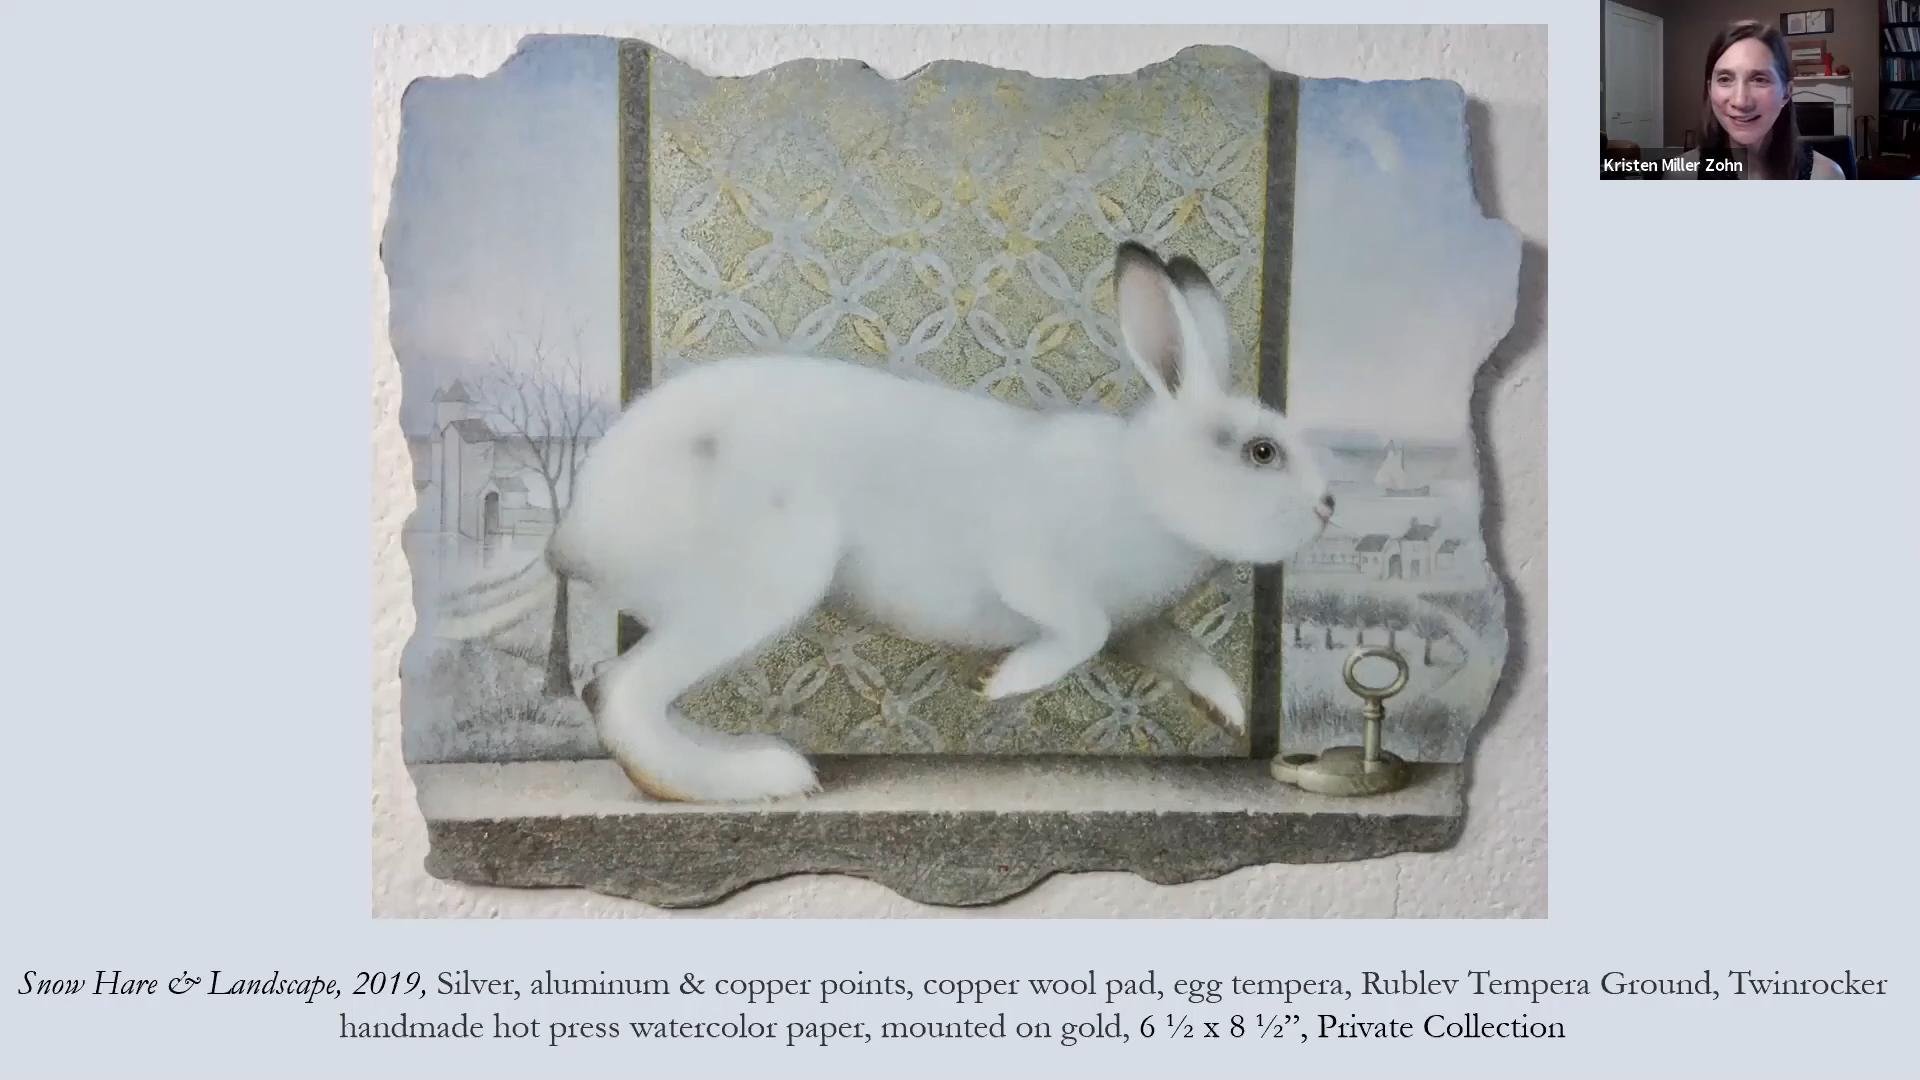 Kristen Miller Zohn
Snow Hare & Landscape, 2019, Silver, aluminum & copper points, copper wool pad, egg tempera, Rublev Tempera Ground, Twinrocker
handmade hot press watercolor paper, mounted on gold, 6 ½ x 8 ½”, Private Collection